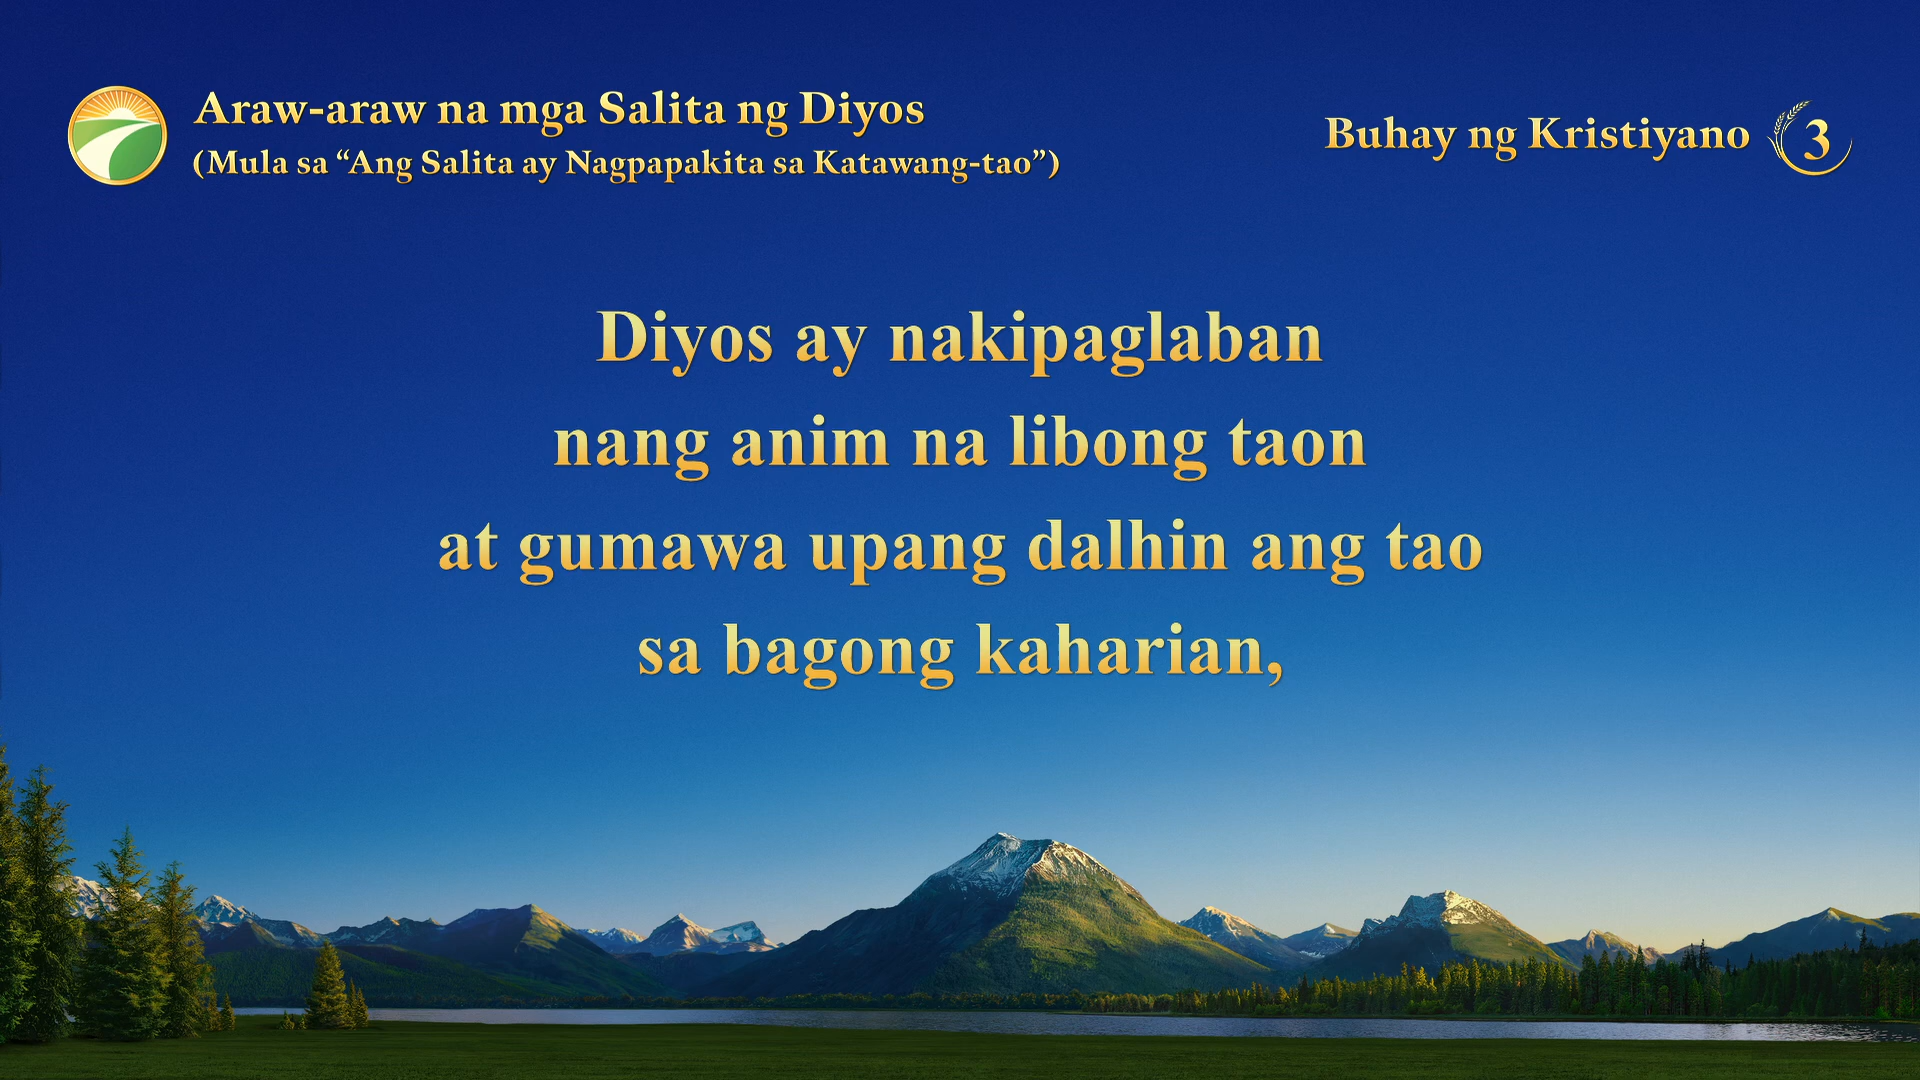 Araw-araw na mga Salita ng Diyos
(Mula sa “Ang Salita ay Nagpapakita sa Katawang-tao”)
Buhay ng Kristiyano 3
Diyos ay nakipaglaban
nang anim na libong taon
at gumawa upang dalhin ang tao
sa bagong kaharian,